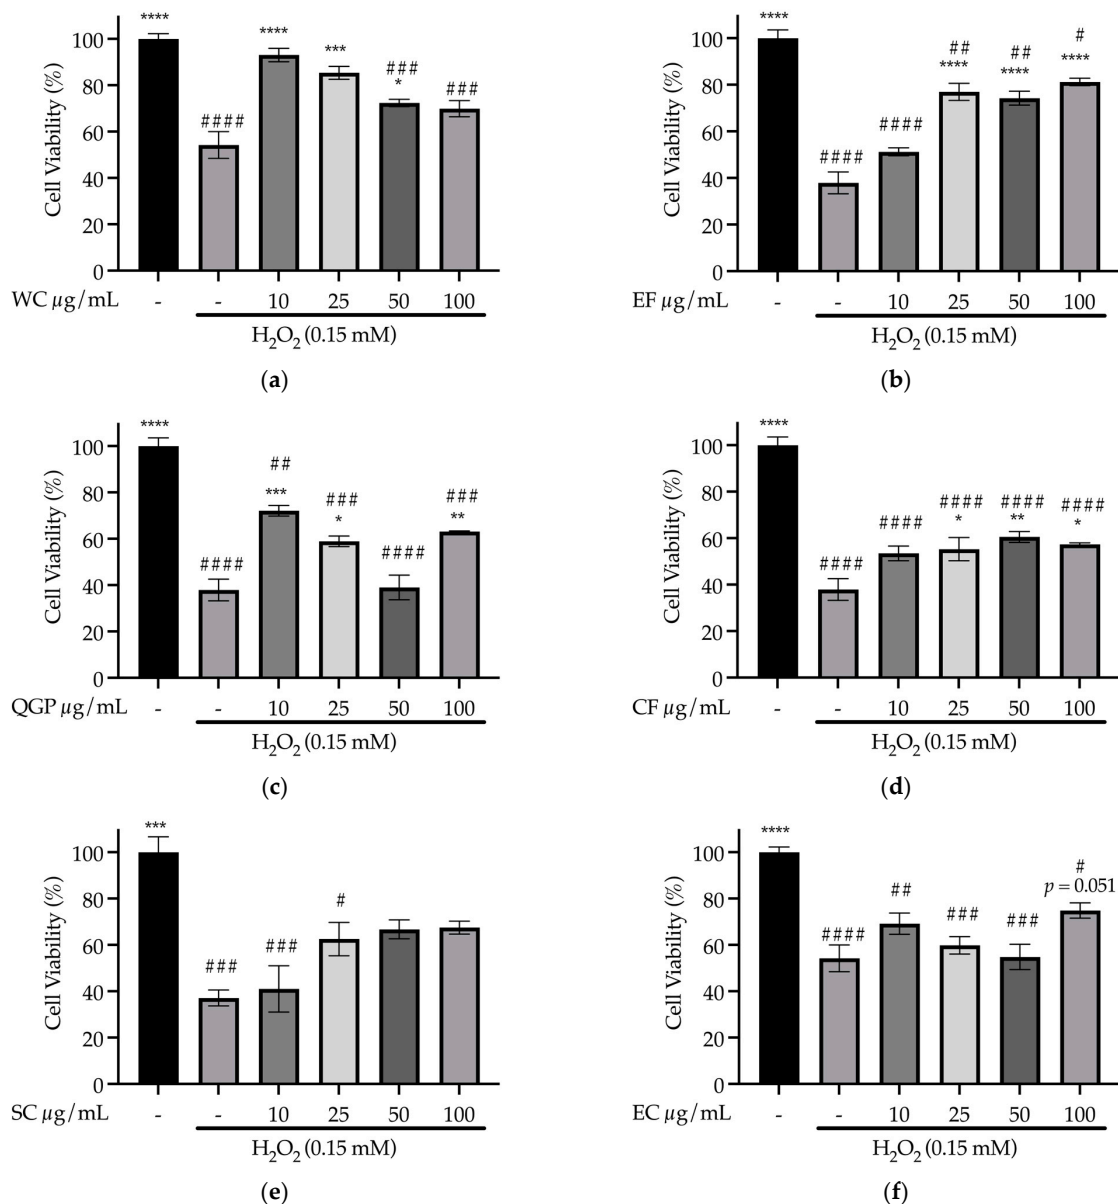 **** **** *** ### * ### ####
100
80
60
40
20
0
Cell Viability (%)
WC µg/mL - - 10 25 50 100
H₂O₂ (0.15 mM)
(a)
**** #### #### ## **** ## **** # ****
100
80
60
40
20
0
Cell Viability (%)
EF µg/mL - - 10 25 50 100
H₂O₂ (0.15 mM)
(b)
**** #### ## *** ### * #### ### **
100
80
60
40
20
0
Cell Viability (%)
QGP µg/mL - - 10 25 50 100
H₂O₂ (0.15 mM)
(c)
**** #### #### #### * #### ** #### *
100
80
60
40
20
0
Cell Viability (%)
CF µg/mL - - 10 25 50 100
H₂O₂ (0.15 mM)
(d)
*** ### ### #
100
80
60
40
20
0
Cell Viability (%)
SC µg/mL - - 10 25 50 100
H₂O₂ (0.15 mM)
(e)
**** #### ## ### ### # p = 0.051
100
80
60
40
20
0
Cell Viability (%)
EC µg/mL - - 10 25 50 100
H₂O₂ (0.15 mM)
(f)